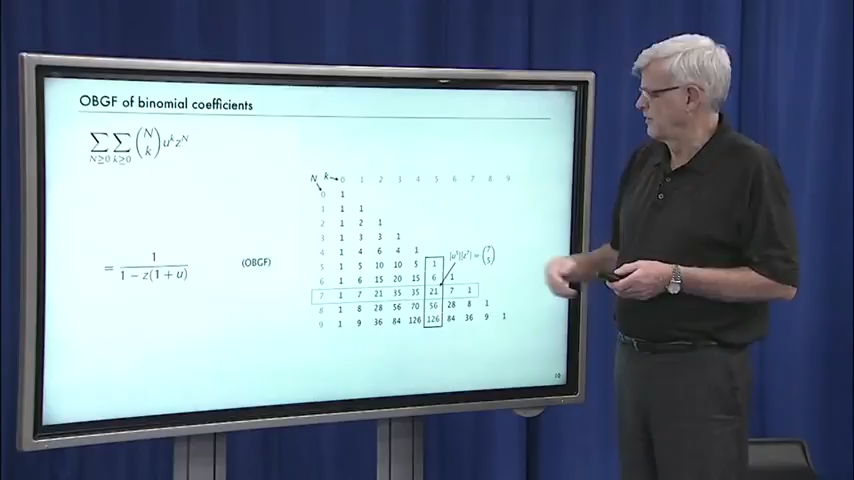 OBGF of binomial coefficients
∑_{N≥0} ∑_{k≥0} (N k) u^k z^N
= 1 / (1 − z(1 + u)) (OBGF)
N k 0 1 2 3 4 5 6 7 8 9
0 1
1 1 1
2 1 2 1
3 1 3 3 1
4 1 4 6 4 1
5 1 5 10 10 5 1
[u^5][z^7] = (7 5)
6 1 6 15 20 15 6 1
7 1 7 21 35 35 21 7 1
8 1 8 28 56 70 56 28 8 1
9 1 9 36 84 126 126 84 36 9 1
10